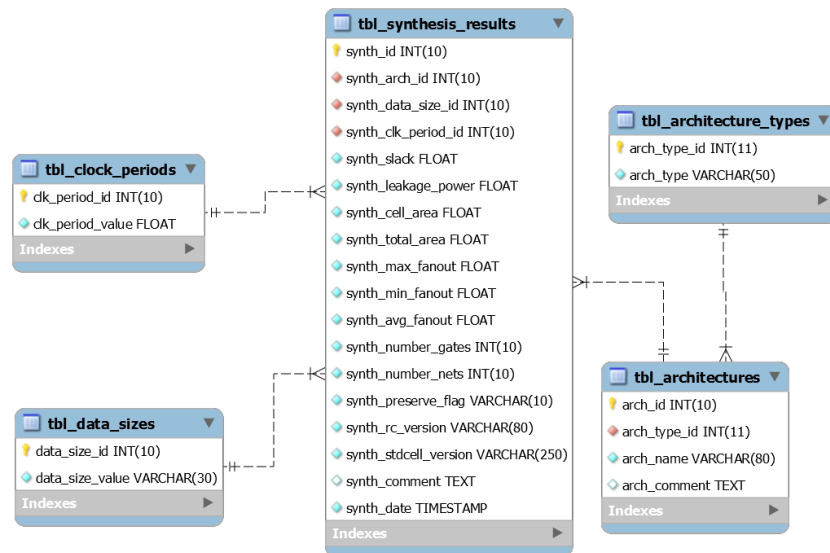 tbl_synthesis_results
synth_id INT(10)
synth_arch_id INT(10)
synth_data_size_id INT(10)
synth_clk_period_id INT(10)
synth_slack FLOAT
synth_leakage_power FLOAT
synth_cell_area FLOAT
synth_total_area FLOAT
synth_max_fanout FLOAT
synth_min_fanout FLOAT
synth_avg_fanout FLOAT
synth_number_gates INT(10)
synth_number_nets INT(10)
synth_preserve_flag VARCHAR(10)
synth_rc_version VARCHAR(80)
synth_stdcell_version VARCHAR(250)
synth_comment TEXT
synth_date TIMESTAMP
Indexes
tbl_clock_periods
clk_period_id INT(10)
clk_period_value FLOAT
Indexes
tbl_data_sizes
data_size_id INT(10)
data_size_value VARCHAR(30)
Indexes
tbl_architecture_types
arch_type_id INT(11)
arch_type VARCHAR(50)
Indexes
tbl_architectures
arch_id INT(10)
arch_type_id INT(11)
arch_name VARCHAR(80)
arch_comment TEXT
Indexes